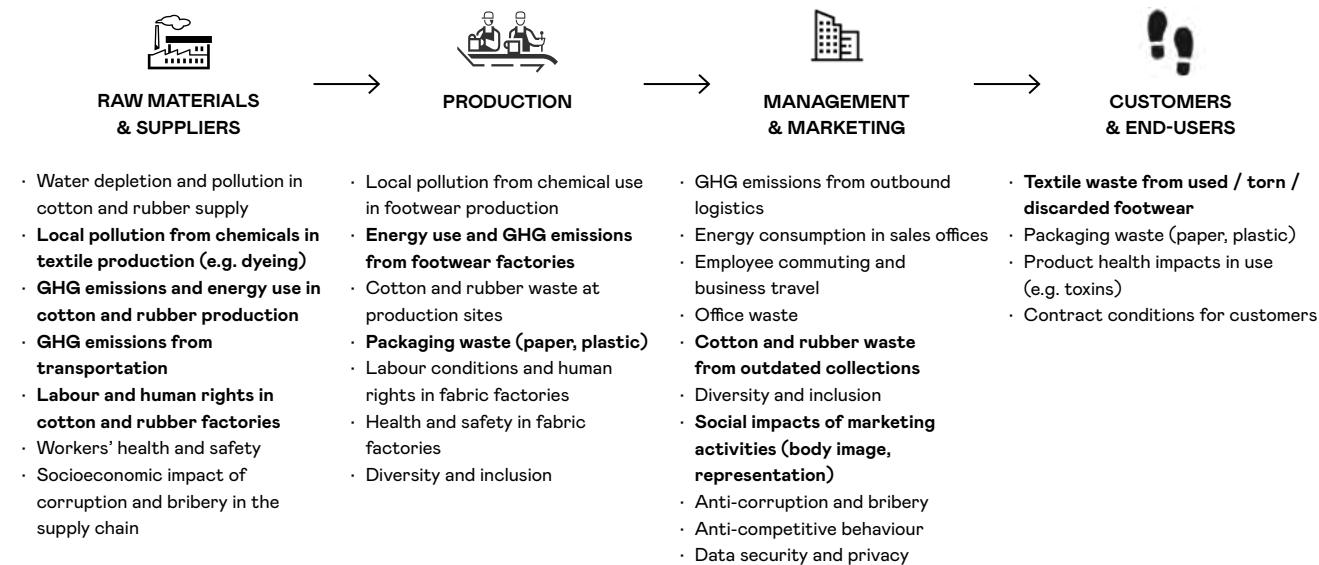 RAW MATERIALS
& SUPPLIERS
· Water depletion and pollution in
cotton and rubber supply
· Local pollution from chemicals in
textile production (e.g. dyeing)
· GHG emissions and energy use in
cotton and rubber production
· GHG emissions from
transportation
· Labour and human rights in
cotton and rubber factories
· Workers’ health and safety
· Socioeconomic impact of
corruption and bribery in the
supply chain
PRODUCTION
· Local pollution from chemical use
in footwear production
· Energy use and GHG emissions
from footwear factories
· Cotton and rubber waste at
production sites
· Packaging waste (paper, plastic)
· Labour conditions and human
rights in fabric factories
· Health and safety in fabric
factories
· Diversity and inclusion
MANAGEMENT
& MARKETING
· GHG emissions from outbound
logistics
· Energy consumption in sales offices
· Employee commuting and
business travel
· Office waste
· Cotton and rubber waste
from outdated collections
· Diversity and inclusion
· Social impacts of marketing
activities (body image,
representation)
· Anti-corruption and bribery
· Anti-competitive behaviour
· Data security and privacy
CUSTOMERS
& END-USERS
· Textile waste from used / torn /
discarded footwear
· Packaging waste (paper, plastic)
· Product health impacts in use
(e.g. toxins)
· Contract conditions for customers